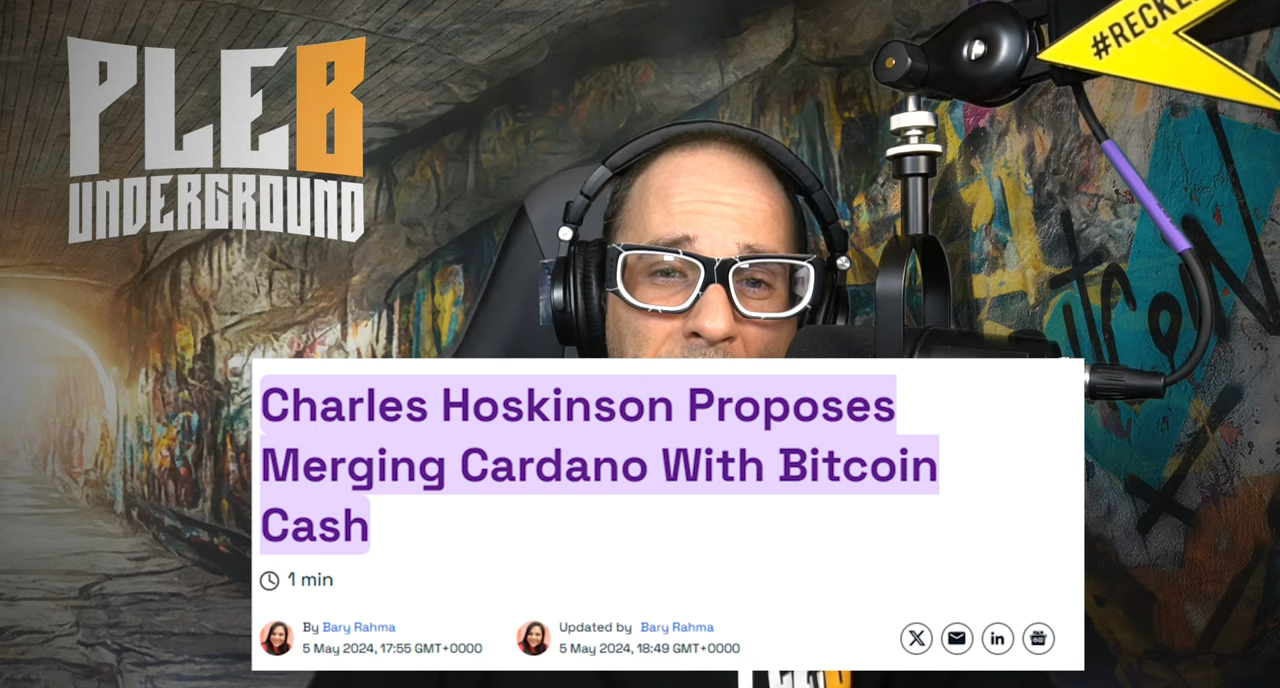 PLEB
UNDERGROUND
Charles Hoskinson Proposes
Merging Cardano With Bitcoin
Cash
1 min
By Bary Rahma
5 May 2024, 17:55 GMT+0000
Updated by Bary Rahma
5 May 2024, 18:49 GMT+0000